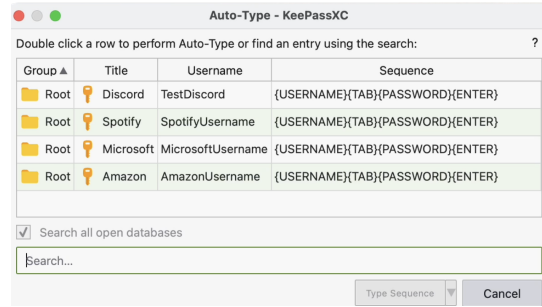 Auto-Type - KeePassXC
Double click a row to perform Auto-Type or find an entry using the search: ?
Group Title Username Sequence
Root Discord TestDiscord {USERNAME}{TAB}{PASSWORD}{ENTER}
Root Spotify SpotifyUsername {USERNAME}{TAB}{PASSWORD}{ENTER}
Root Microsoft MicrosoftUsername {USERNAME}{TAB}{PASSWORD}{ENTER}
Root Amazon AmazonUsername {USERNAME}{TAB}{PASSWORD}{ENTER}
Search all open databases
Search...
Type Sequence Cancel